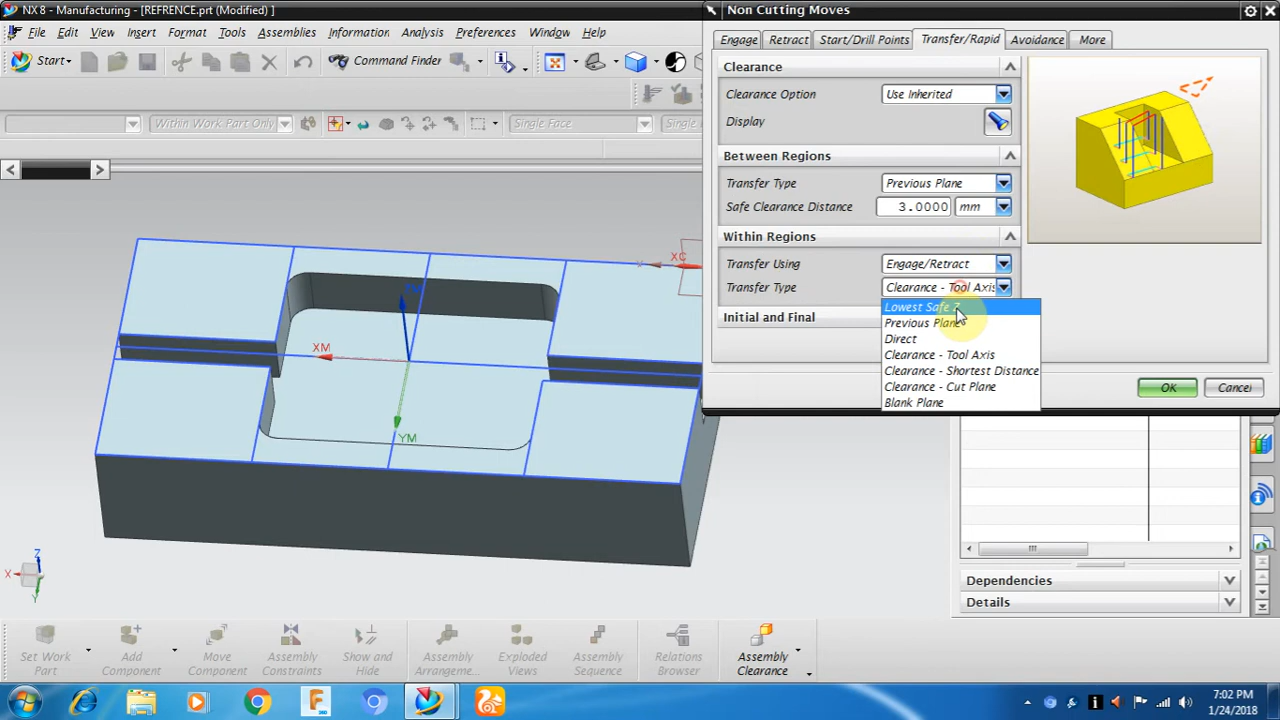 NX 8 - Manufacturing - [REFRENCE.prt (Modified) ]
Non Cutting Moves
File Edit View Insert Format Tools Assemblies Information Analysis Preferences Window Help
Engage Retract Start/Drill Points Transfer/Rapid Avoidance More
Start Command Finder
Clearance
Clearance Option Use Inherited
Display
Within Work Part Only Single Face
Between Regions
Transfer Type Previous Plane
Safe Clearance Distance 3.0000 mm
Within Regions
Transfer Using Engage/Retract
Transfer Type Clearance - Tool Axis
Lowest Safe Z
Initial and Final
Previous Plane
Direct
Clearance - Tool Axis
Clearance - Shortest Distance
Clearance - Cut Plane
Blank Plane
OK Cancel
XC
XM
YM
Z
X
Y
Dependencies
Details
Set Work Part
Add Component
Move Component
Assembly Constraints
Show and Hide
Assembly Arrangeme...
Exploded Views
Assembly Sequence
Relations Browser
Assembly Clearance
7:02 PM
1/24/2018